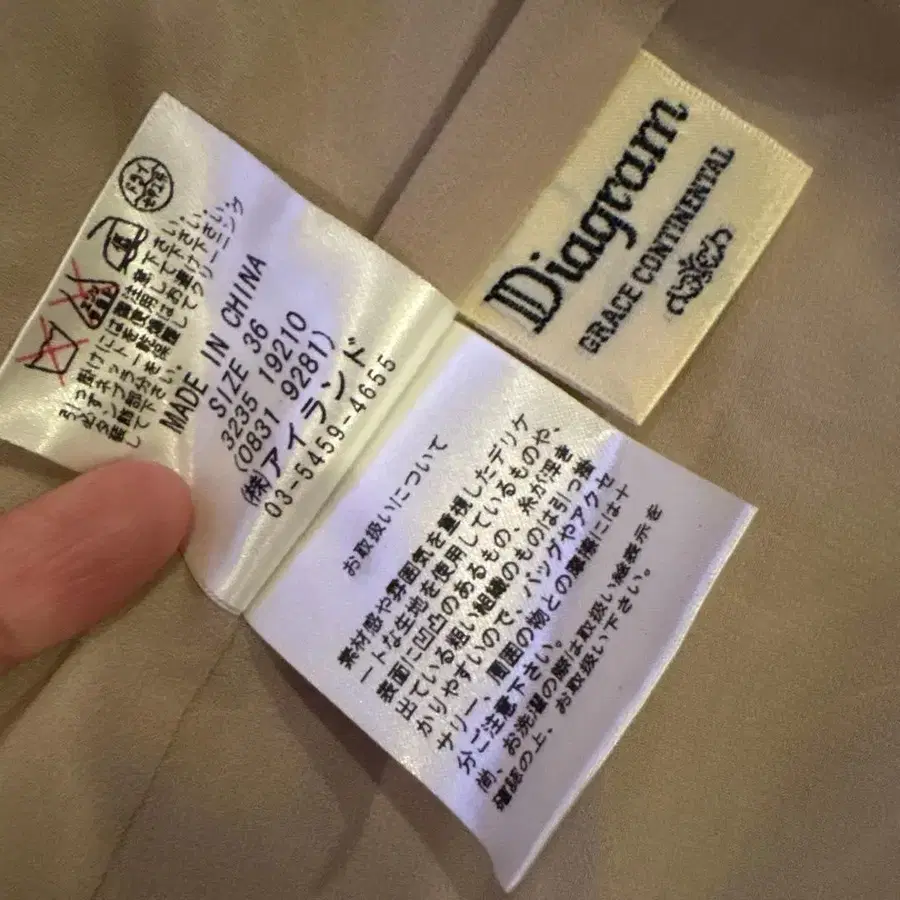 Diagram
GRACE CONTINENTAL
MADE IN CHINA
SIZE 36
3235 19210
(0831 9281)
(株)アイランド
03-5459-4655
お取扱いについて
素材感や雰囲気を重視したデリケ
ートな生地を使用しているものや、
表面に凹凸のあるもの、糸が浮き
出ている粗い組織のものは引っ掛
かりやすいので、バッグやアクセ
サリー、周囲の物との摩擦には十
分ご注意下さい。
尚、お洗濯の際は取扱い絵表示を
確認の上、お取扱い下さい。